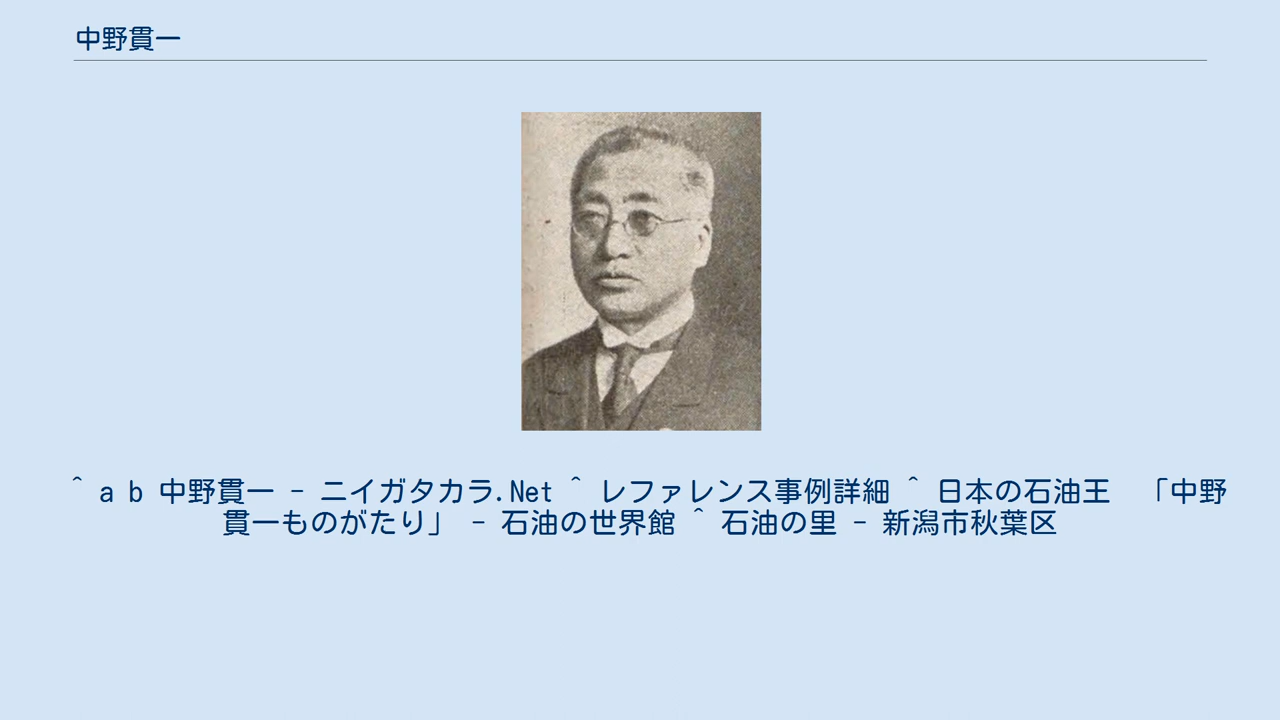 中野貫一
^ a b 中野貫一 - ニイガタカラ.Net ^ レファレンス事例詳細 ^ 日本の石油王　「中野
貫一ものがたり」 - 石油の世界館 ^ 石油の里 - 新潟市秋葉区